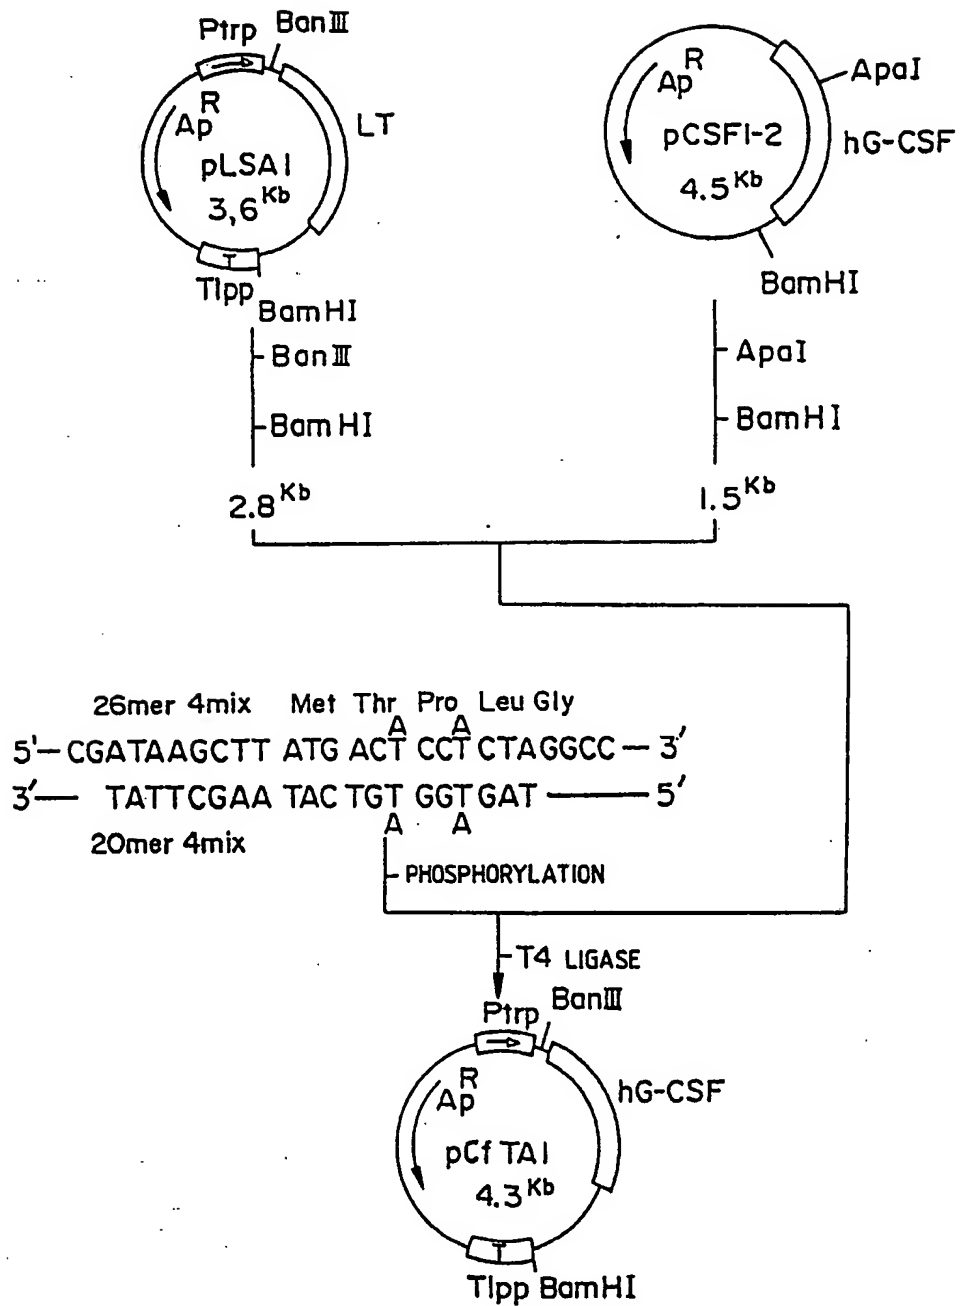 Ptrp BanIII
Ap^R
LT
pLSA1
3,6^Kb
Tlpp
BamHI
BanIII
BamHI
2.8^Kb
Ap^R
ApaI
pCSF1-2
hG-CSF
4.5^Kb
BamHI
ApaI
BamHI
1.5^Kb
26mer 4mix Met Thr Pro Leu Gly
A A
5'— CGATAAGCTT ATG ACT CCT CTAGGCC — 3'
3'— TATTCGAA TAC TGT GGT GAT — 5'
A A
20mer 4mix
PHOSPHORYLATION
T4 LIGASE
Ptrp BanIII
Ap^R
hG-CSF
pCfTA1
4.3^Kb
T
Tlpp BamHI